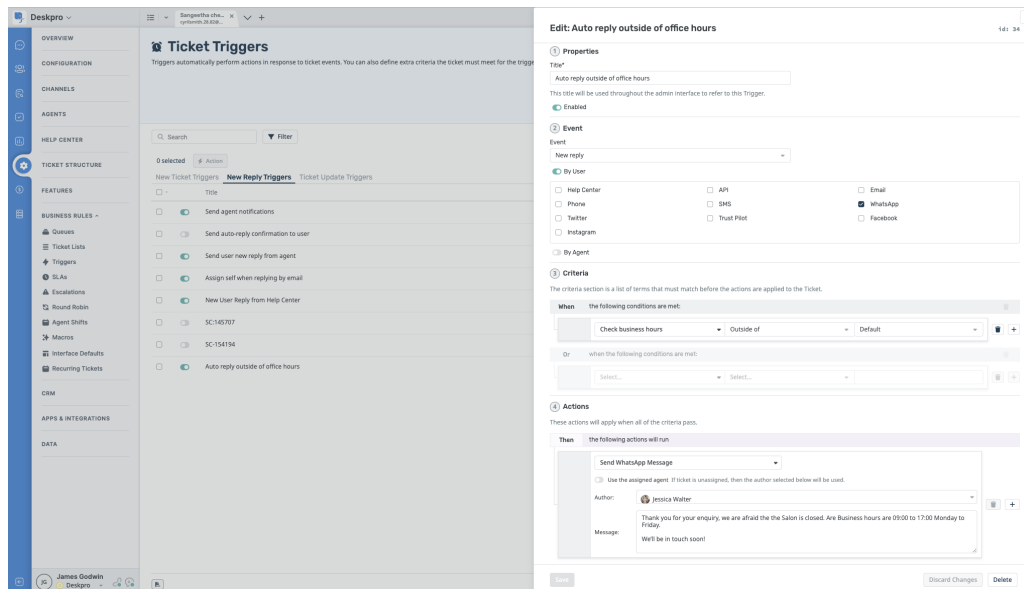 Deskpro
Sangeetha che...
cyrilsmith.28.92@...
OVERVIEW
CONFIGURATION
CHANNELS
AGENTS
HELP CENTER
TICKET STRUCTURE
FEATURES
BUSINESS RULES
Queues
Ticket Lists
Triggers
SLAs
Escalations
Round Robin
Agent Shifts
Macros
Interface Defaults
Recurring Tickets
CRM
APPS & INTEGRATIONS
DATA
JG
James Godwin
Deskpro
Ticket Triggers
Triggers automatically perform actions in response to ticket events. You can also define extra criteria the ticket must meet for the trigge
Search
Filter
0 selected
Action
New Ticket Triggers New Reply Triggers Ticket Update Triggers
Title
Send agent notifications
Send auto-reply confirmation to user
Send user new reply from agent
Assign self when replying by email
New User Reply from Help Center
SC:145707
SC-154194
Auto reply outside of office hours
Edit: Auto reply outside of office hours
id: 34
1 Properties
Title*
Auto reply outside of office hours
This title will be used throughout the admin interface to refer to this Trigger.
Enabled
2 Event
Event
New reply
By User
Help Center API Email
Phone SMS WhatsApp
Twitter Trust Pilot Facebook
Instagram
By Agent
3 Criteria
The criteria section is a list of terms that must match before the actions are applied to the Ticket.
When the following conditions are met:
Check business hours Outside of Default
Or when the following conditions are met:
Select... Select...
4 Actions
These actions will apply when all of the criteria pass.
Then the following actions will run
Send WhatsApp Message
Use the assigned agent If ticket is unassigned, then the author selected below will be used.
Author: Jessica Walter
Message:
Thank you for your enquiry, we are afraid the the Salon is closed. Are Business hours are 09:00 to 17:00 Monday to
Friday.
We'll be in touch soon!
Save
Discard Changes
Delete